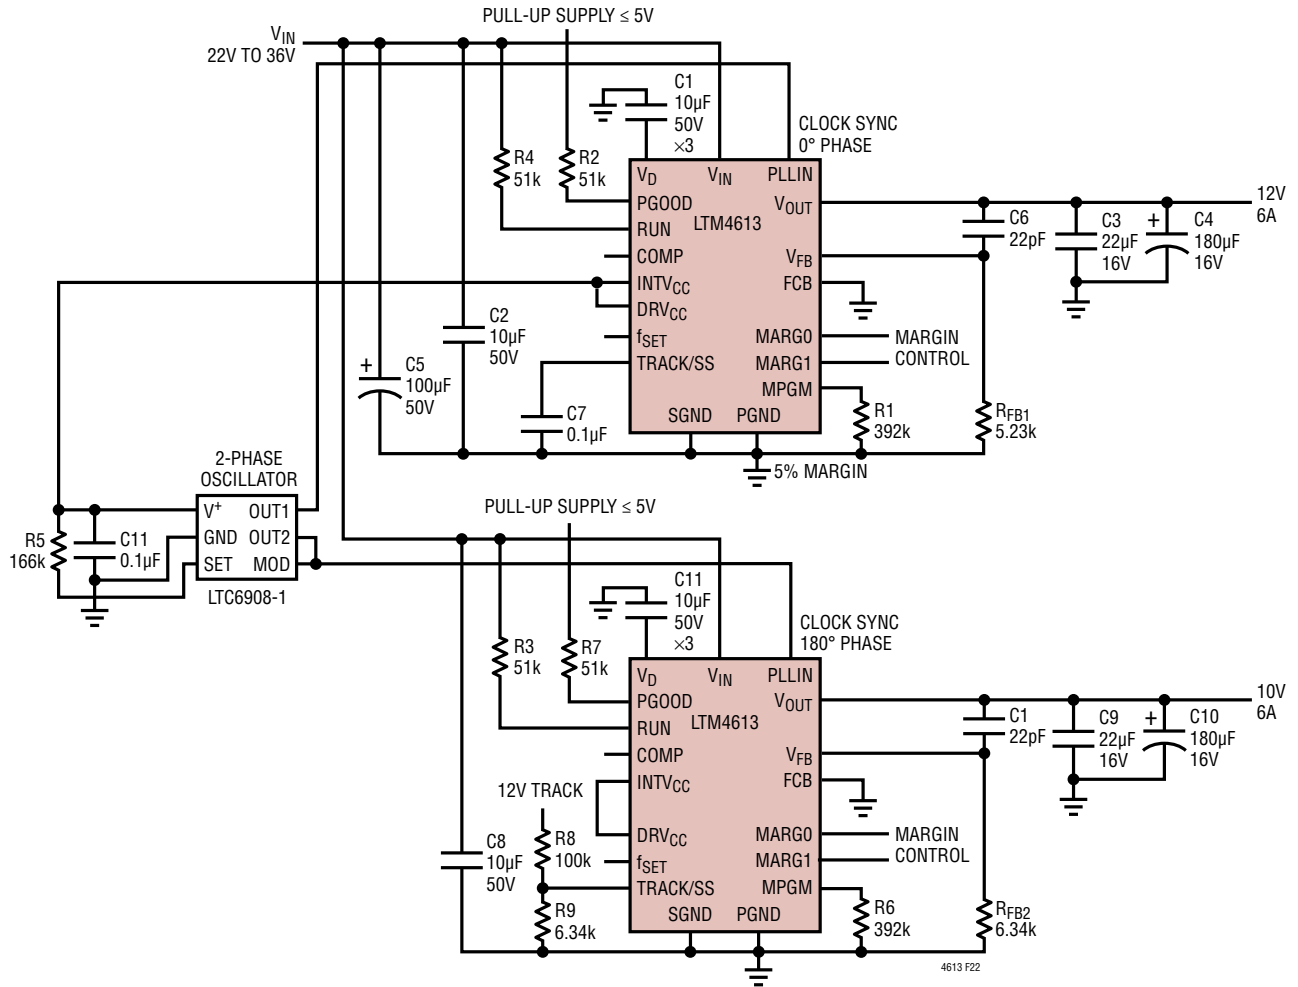 PULL-UP SUPPLY ≤ 5V
VIN
22V TO 36V
C1
10µF
50V
×3
CLOCK SYNC
0° PHASE
R4
51k
R2
51k
VD
VIN
PLLIN
PGOOD
VOUT
LTM4613
RUN
COMP
VFB
INTVCC
FCB
DRVCC
fSET
MARG0
TRACK/SS
MARG1
MPGM
SGND
PGND
12V
6A
C6
22pF
C3
22µF
16V
+
C4
180µF
16V
MARGIN
CONTROL
C2
10µF
50V
+
C5
100µF
50V
C7
0.1µF
R1
392k
RFB1
5.23k
5% MARGIN
2-PHASE
OSCILLATOR
V+
OUT1
GND
OUT2
SET
MOD
LTC6908-1
R5
166k
C11
0.1µF
PULL-UP SUPPLY ≤ 5V
C11
10µF
50V
×3
CLOCK SYNC
180° PHASE
R3
51k
R7
51k
VD
VIN
PLLIN
PGOOD
VOUT
LTM4613
RUN
COMP
VFB
INTVCC
FCB
DRVCC
MARG0
fSET
MARG1
TRACK/SS
MPGM
SGND
PGND
10V
6A
C1
22pF
C9
22µF
16V
+
C10
180µF
16V
MARGIN
CONTROL
12V TRACK
R8
100k
C8
10µF
50V
R9
6.34k
R6
392k
RFB2
6.34k
4613 F22